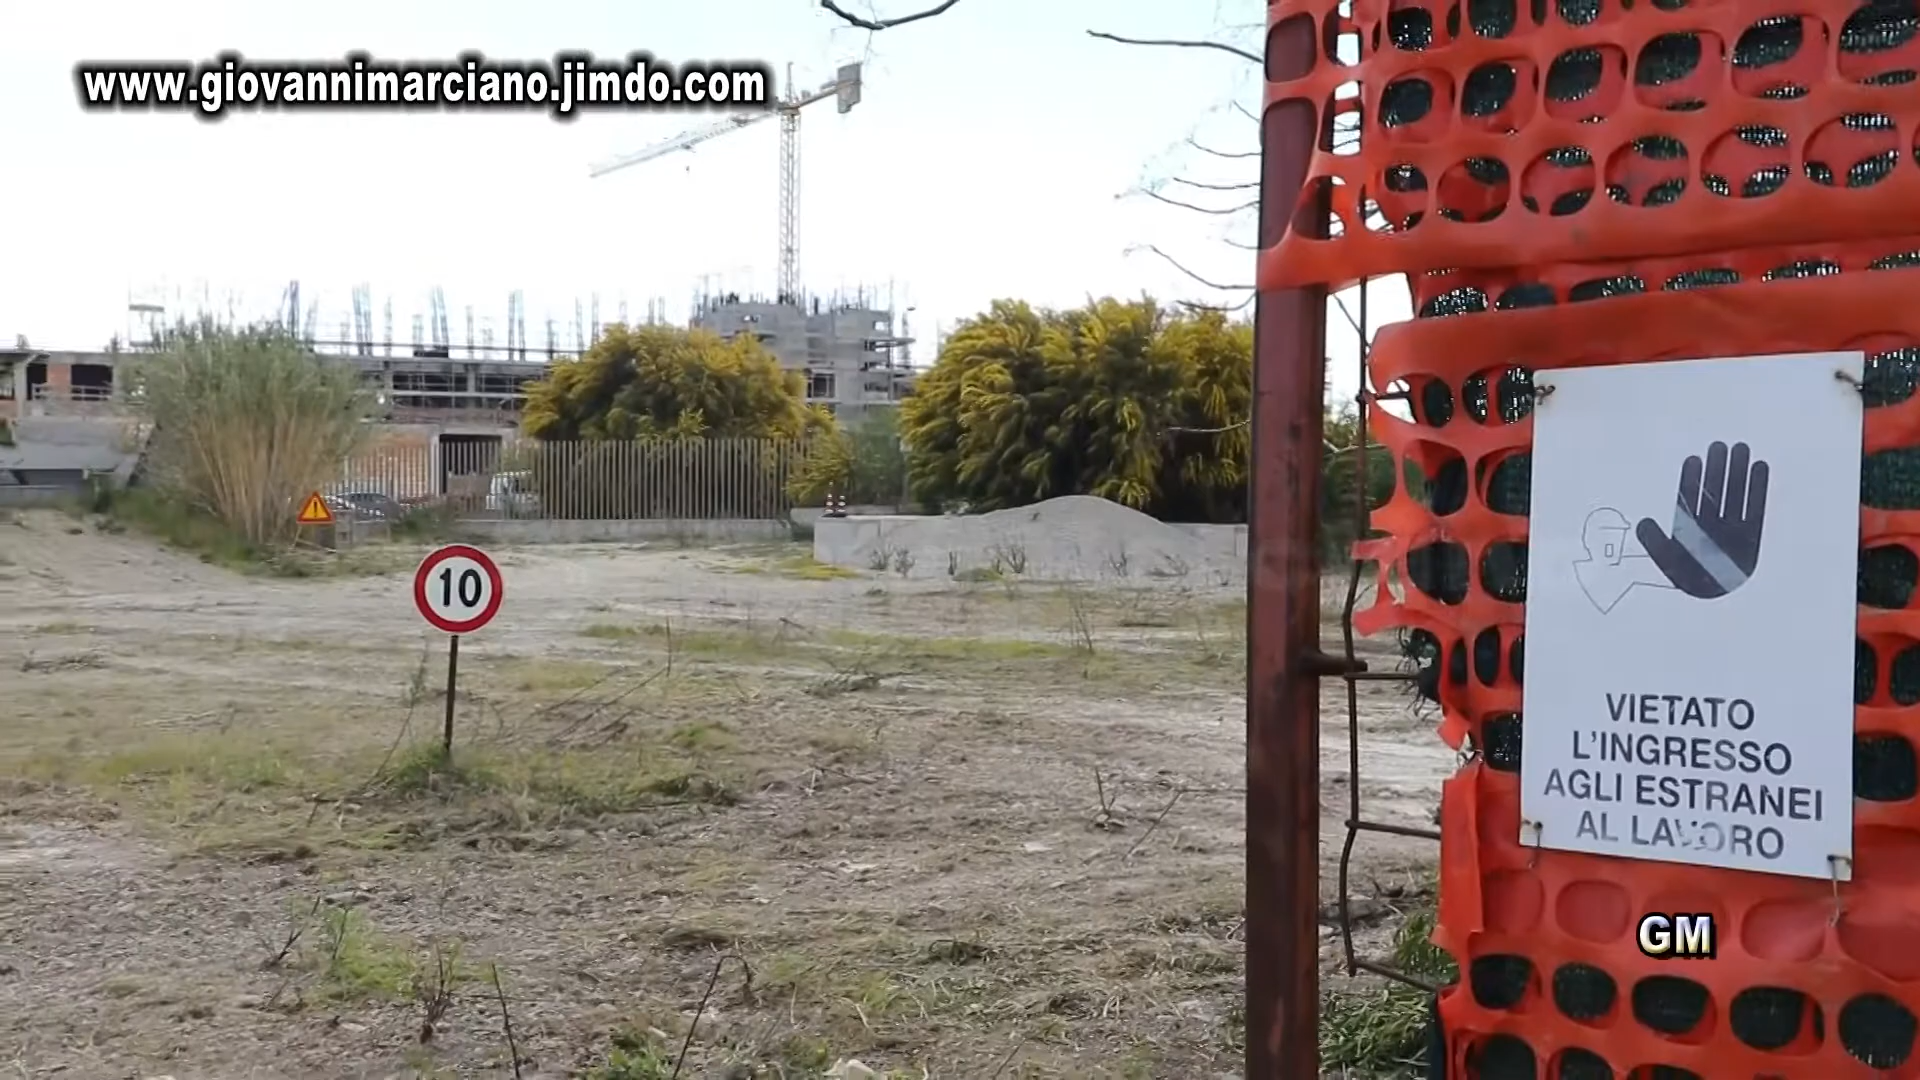 www.giovannimarciano.jimdo.com
10
VIETATO
L'INGRESSO
AGLI ESTRANEI
AL LAVORO
GM